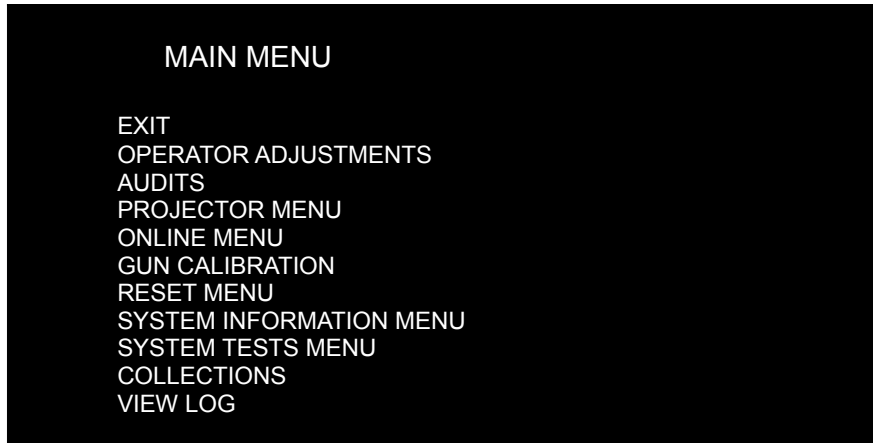 MAIN MENU
EXIT
OPERATOR ADJUSTMENTS
AUDITS
PROJECTOR MENU
ONLINE MENU
GUN CALIBRATION
RESET MENU
SYSTEM INFORMATION MENU
SYSTEM TESTS MENU
COLLECTIONS
VIEW LOG